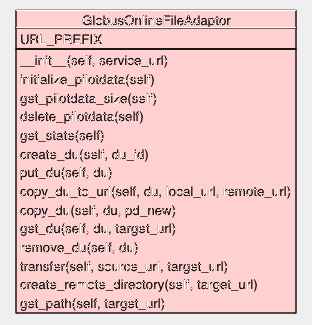 GlobusOnlineFileAdaptor
URL_PREFIX
__init__(self, service_url)
initialize_pilotdata(self)
get_pilotdata_size(self)
delete_pilotdata(self)
get_state(self)
create_du(self, du_id)
put_du(self, du)
copy_du_to_url(self, du, local_url, remote_url)
copy_du(self, du, pd_new)
get_du(self, du, target_url)
remove_du(self, du)
transfer(self, source_url, target_url)
create_remote_directory(self, target_url)
get_path(self, target_url)